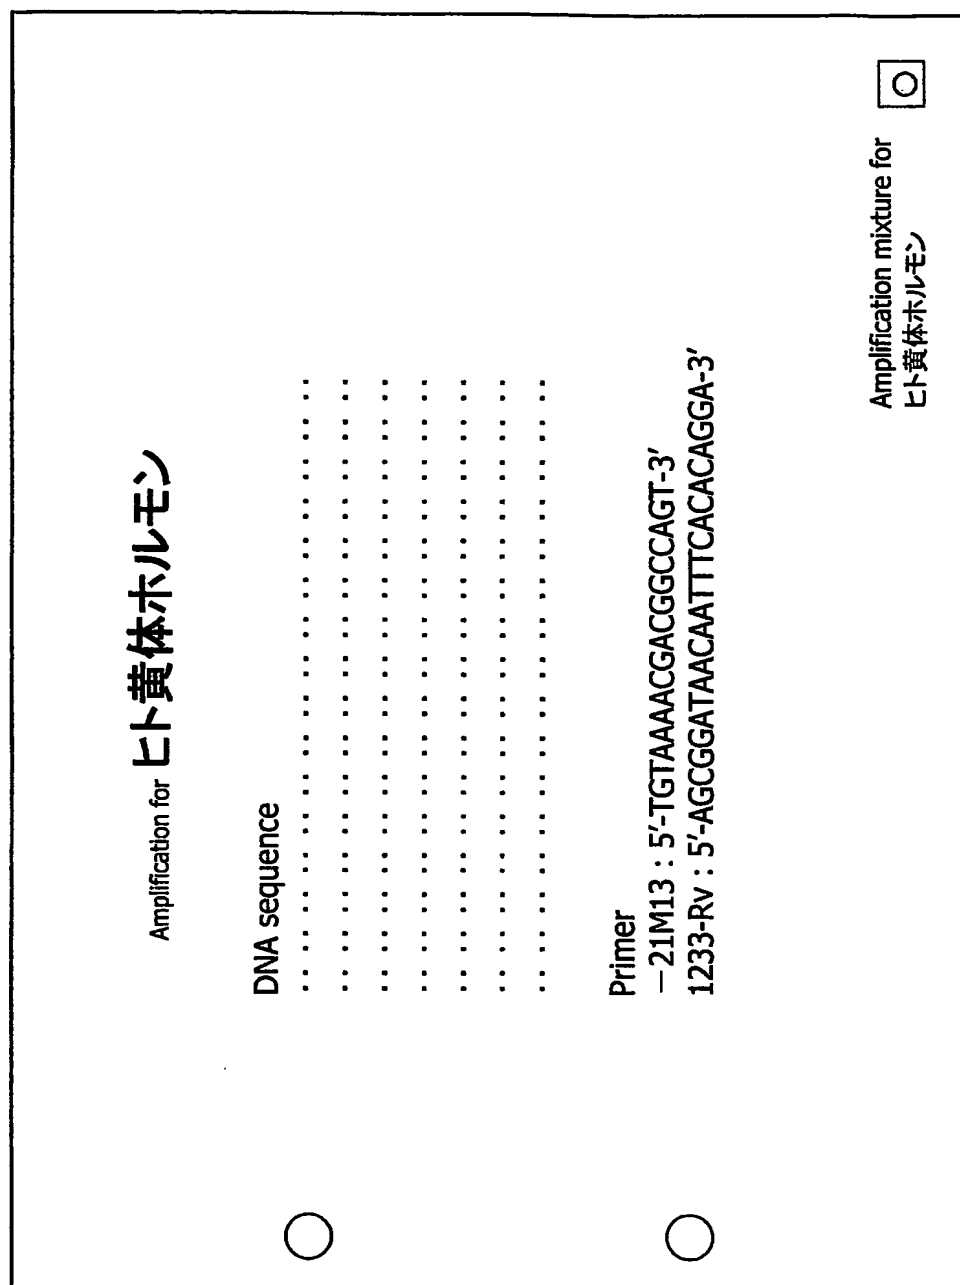 Amplification for ヒト黄体ホルモン
DNA sequence
Primer
−21M13 : 5′-TGTAAAACGACGGCCAGT-3′
1233-Rv : 5′-AGCGGATAACAATTTCACACAGGA-3′
Amplification mixture for
ヒト黄体ホルモン